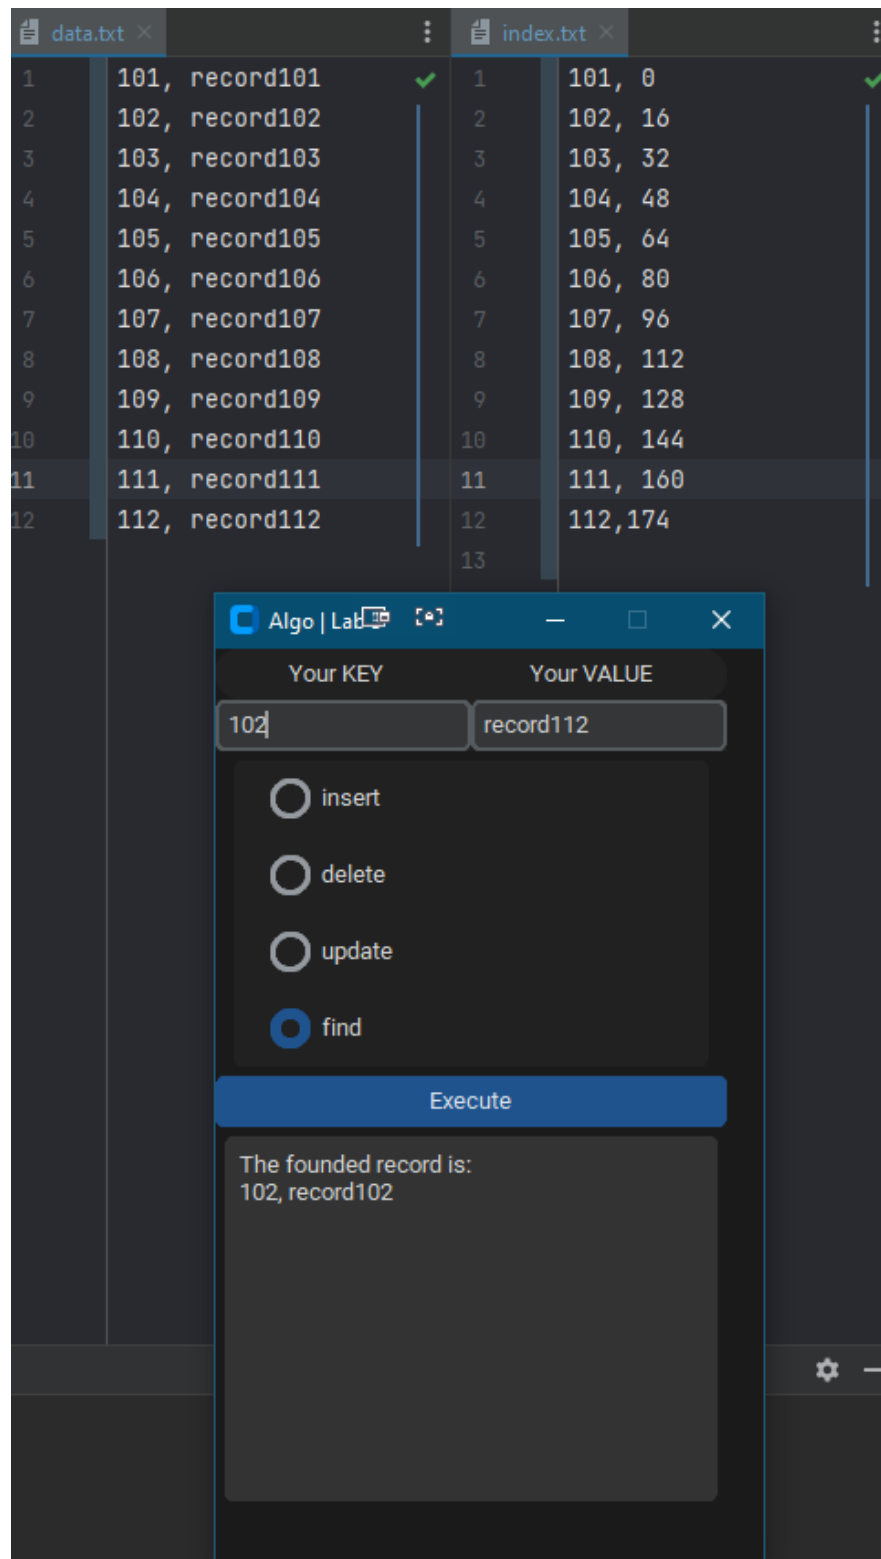 data.txt
1 101, record101
2 102, record102
3 103, record103
4 104, record104
5 105, record105
6 106, record106
7 107, record107
8 108, record108
9 109, record109
10 110, record110
11 111, record111
12 112, record112
index.txt
1 101, 0
2 102, 16
3 103, 32
4 104, 48
5 105, 64
6 106, 80
7 107, 96
8 108, 112
9 109, 128
10 110, 144
11 111, 160
12 112,174
13
Algo | Lab
Your KEY Your VALUE
102 record112
insert
delete
update
find
Execute
The founded record is:
102, record102